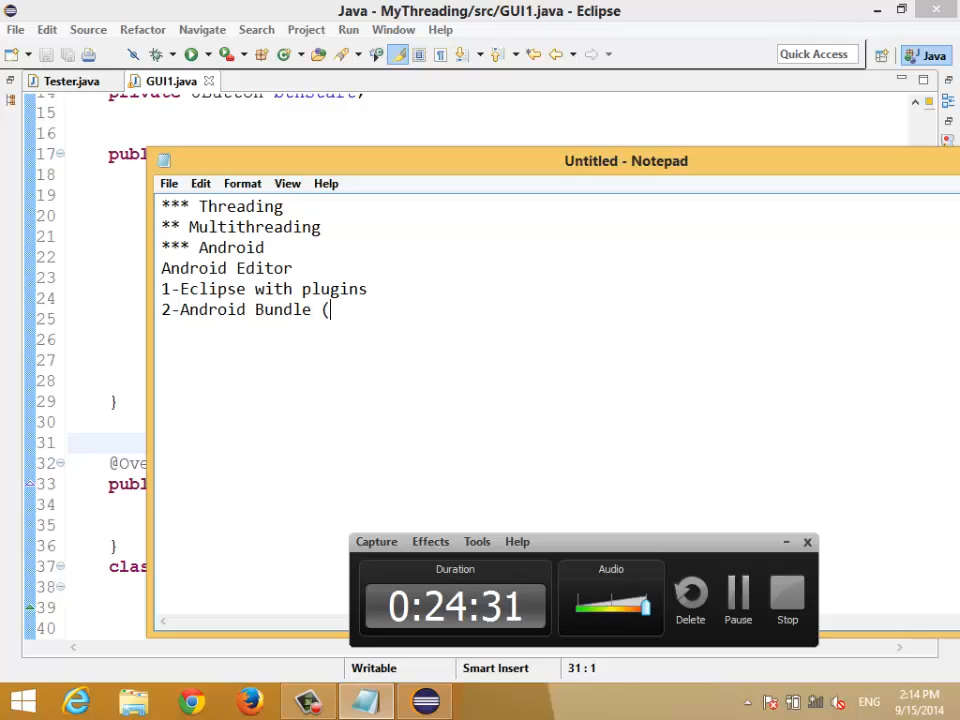 Java - MyThreading/src/GUI1.java - Eclipse
File Edit Source Refactor Navigate Search Project Run Window Help
Quick Access Java
Tester.java GUI1.java
14 private JButton btnStart;
15
16
17 publ
18
19
20
21
22
23
24
25
26
27
28
29 }
30
31
32 @Ove
33 publ
34
35
36 }
37 clas
38
39
40
Untitled - Notepad
File Edit Format View Help
*** Threading
** Multithreading
*** Android
Android Editor
1-Eclipse with plugins
2-Android Bundle (
Capture Effects Tools Help
Duration Audio
0:24:31
Delete Pause Stop
Writable Smart Insert 31 : 1
ENG 2:14 PM
9/15/2014